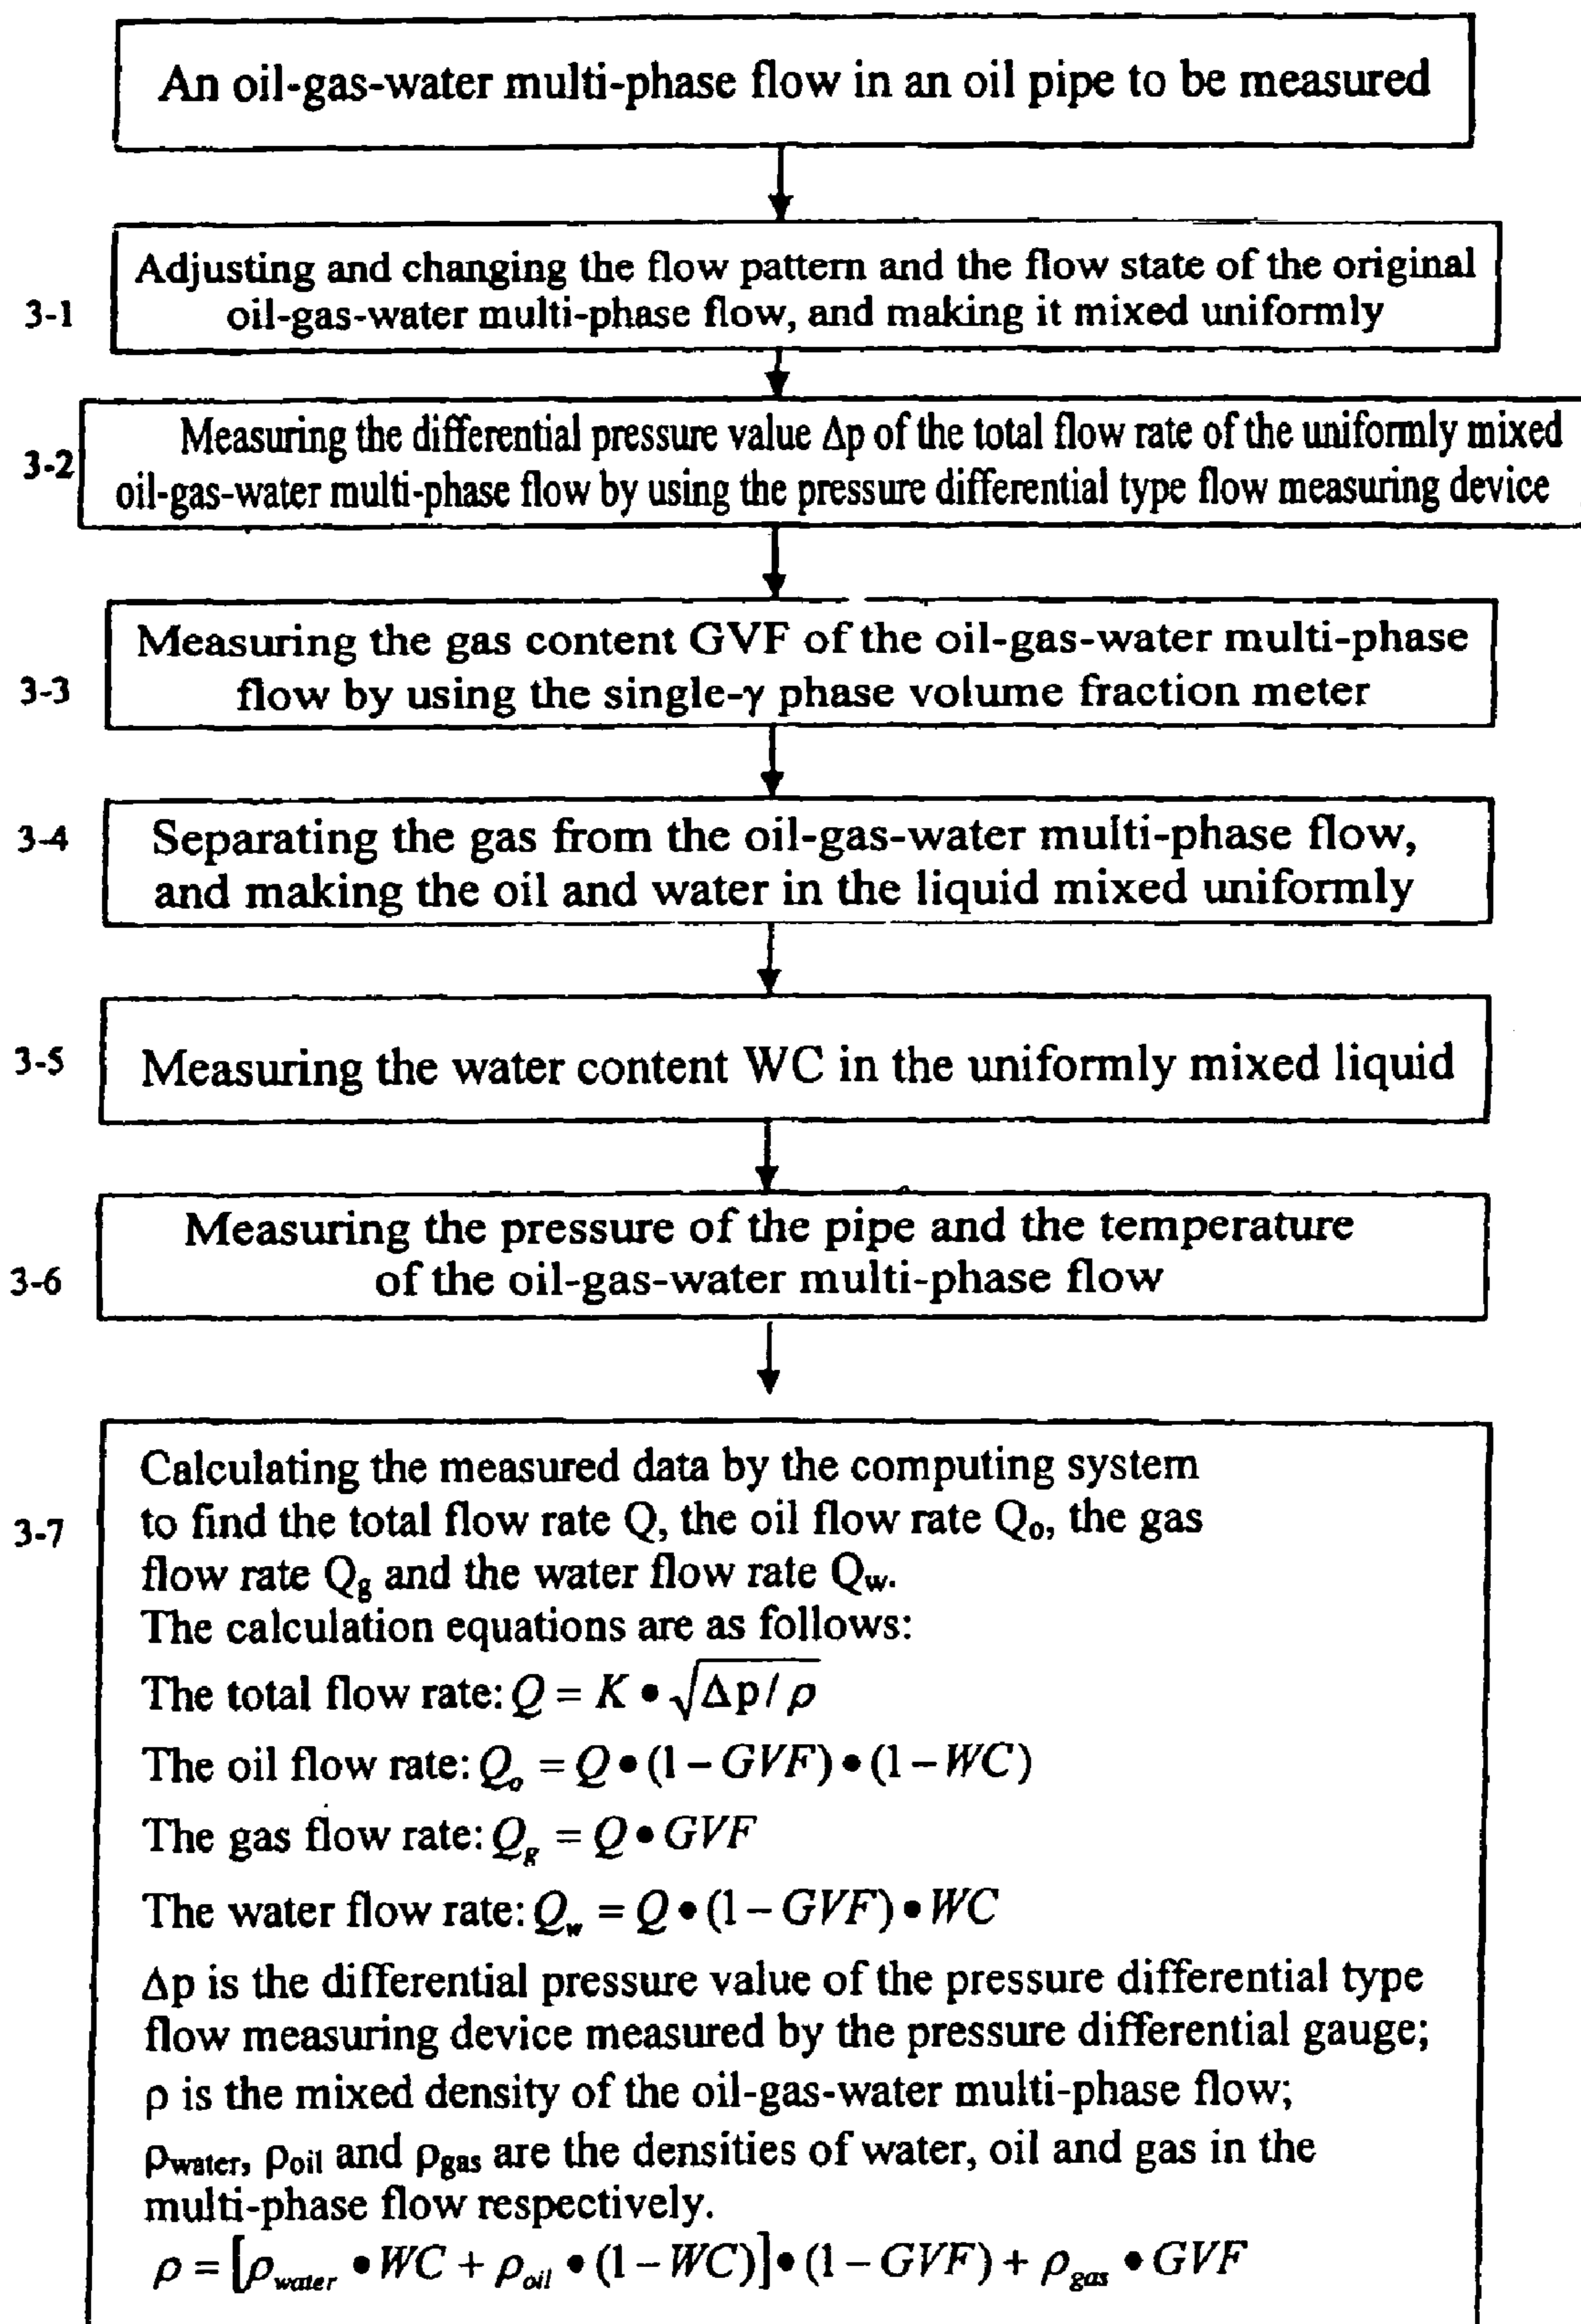 An oil-gas-water multi-phase flow in an oil pipe to be measured
3-1
Adjusting and changing the flow pattern and the flow state of the original
oil-gas-water multi-phase flow, and making it mixed uniformly
3-2
Measuring the differential pressure value Δp of the total flow rate of the uniformly mixed
oil-gas-water multi-phase flow by using the pressure differential type flow measuring device
3-3
Measuring the gas content GVF of the oil-gas-water multi-phase
flow by using the single-γ phase volume fraction meter
3-4
Separating the gas from the oil-gas-water multi-phase flow,
and making the oil and water in the liquid mixed uniformly
3-5
Measuring the water content WC in the uniformly mixed liquid
3-6
Measuring the pressure of the pipe and the temperature
of the oil-gas-water multi-phase flow
3-7
Calculating the measured data by the computing system
to find the total flow rate Q, the oil flow rate Qo, the gas
flow rate Qg and the water flow rate Qw.
The calculation equations are as follows:
The total flow rate: Q = K • √Δp / ρ
The oil flow rate: Qo = Q • (1 – GVF) • (1 – WC)
The gas flow rate: Qg = Q • GVF
The water flow rate: Qw = Q • (1 – GVF) • WC
Δp is the differential pressure value of the pressure differential type
flow measuring device measured by the pressure differential gauge;
ρ is the mixed density of the oil-gas-water multi-phase flow;
ρwater, ρoil and ρgas are the densities of water, oil and gas in the
multi-phase flow respectively.
ρ = [ρwater • WC + ρoil • (1 – WC)] • (1 – GVF) + ρgas • GVF